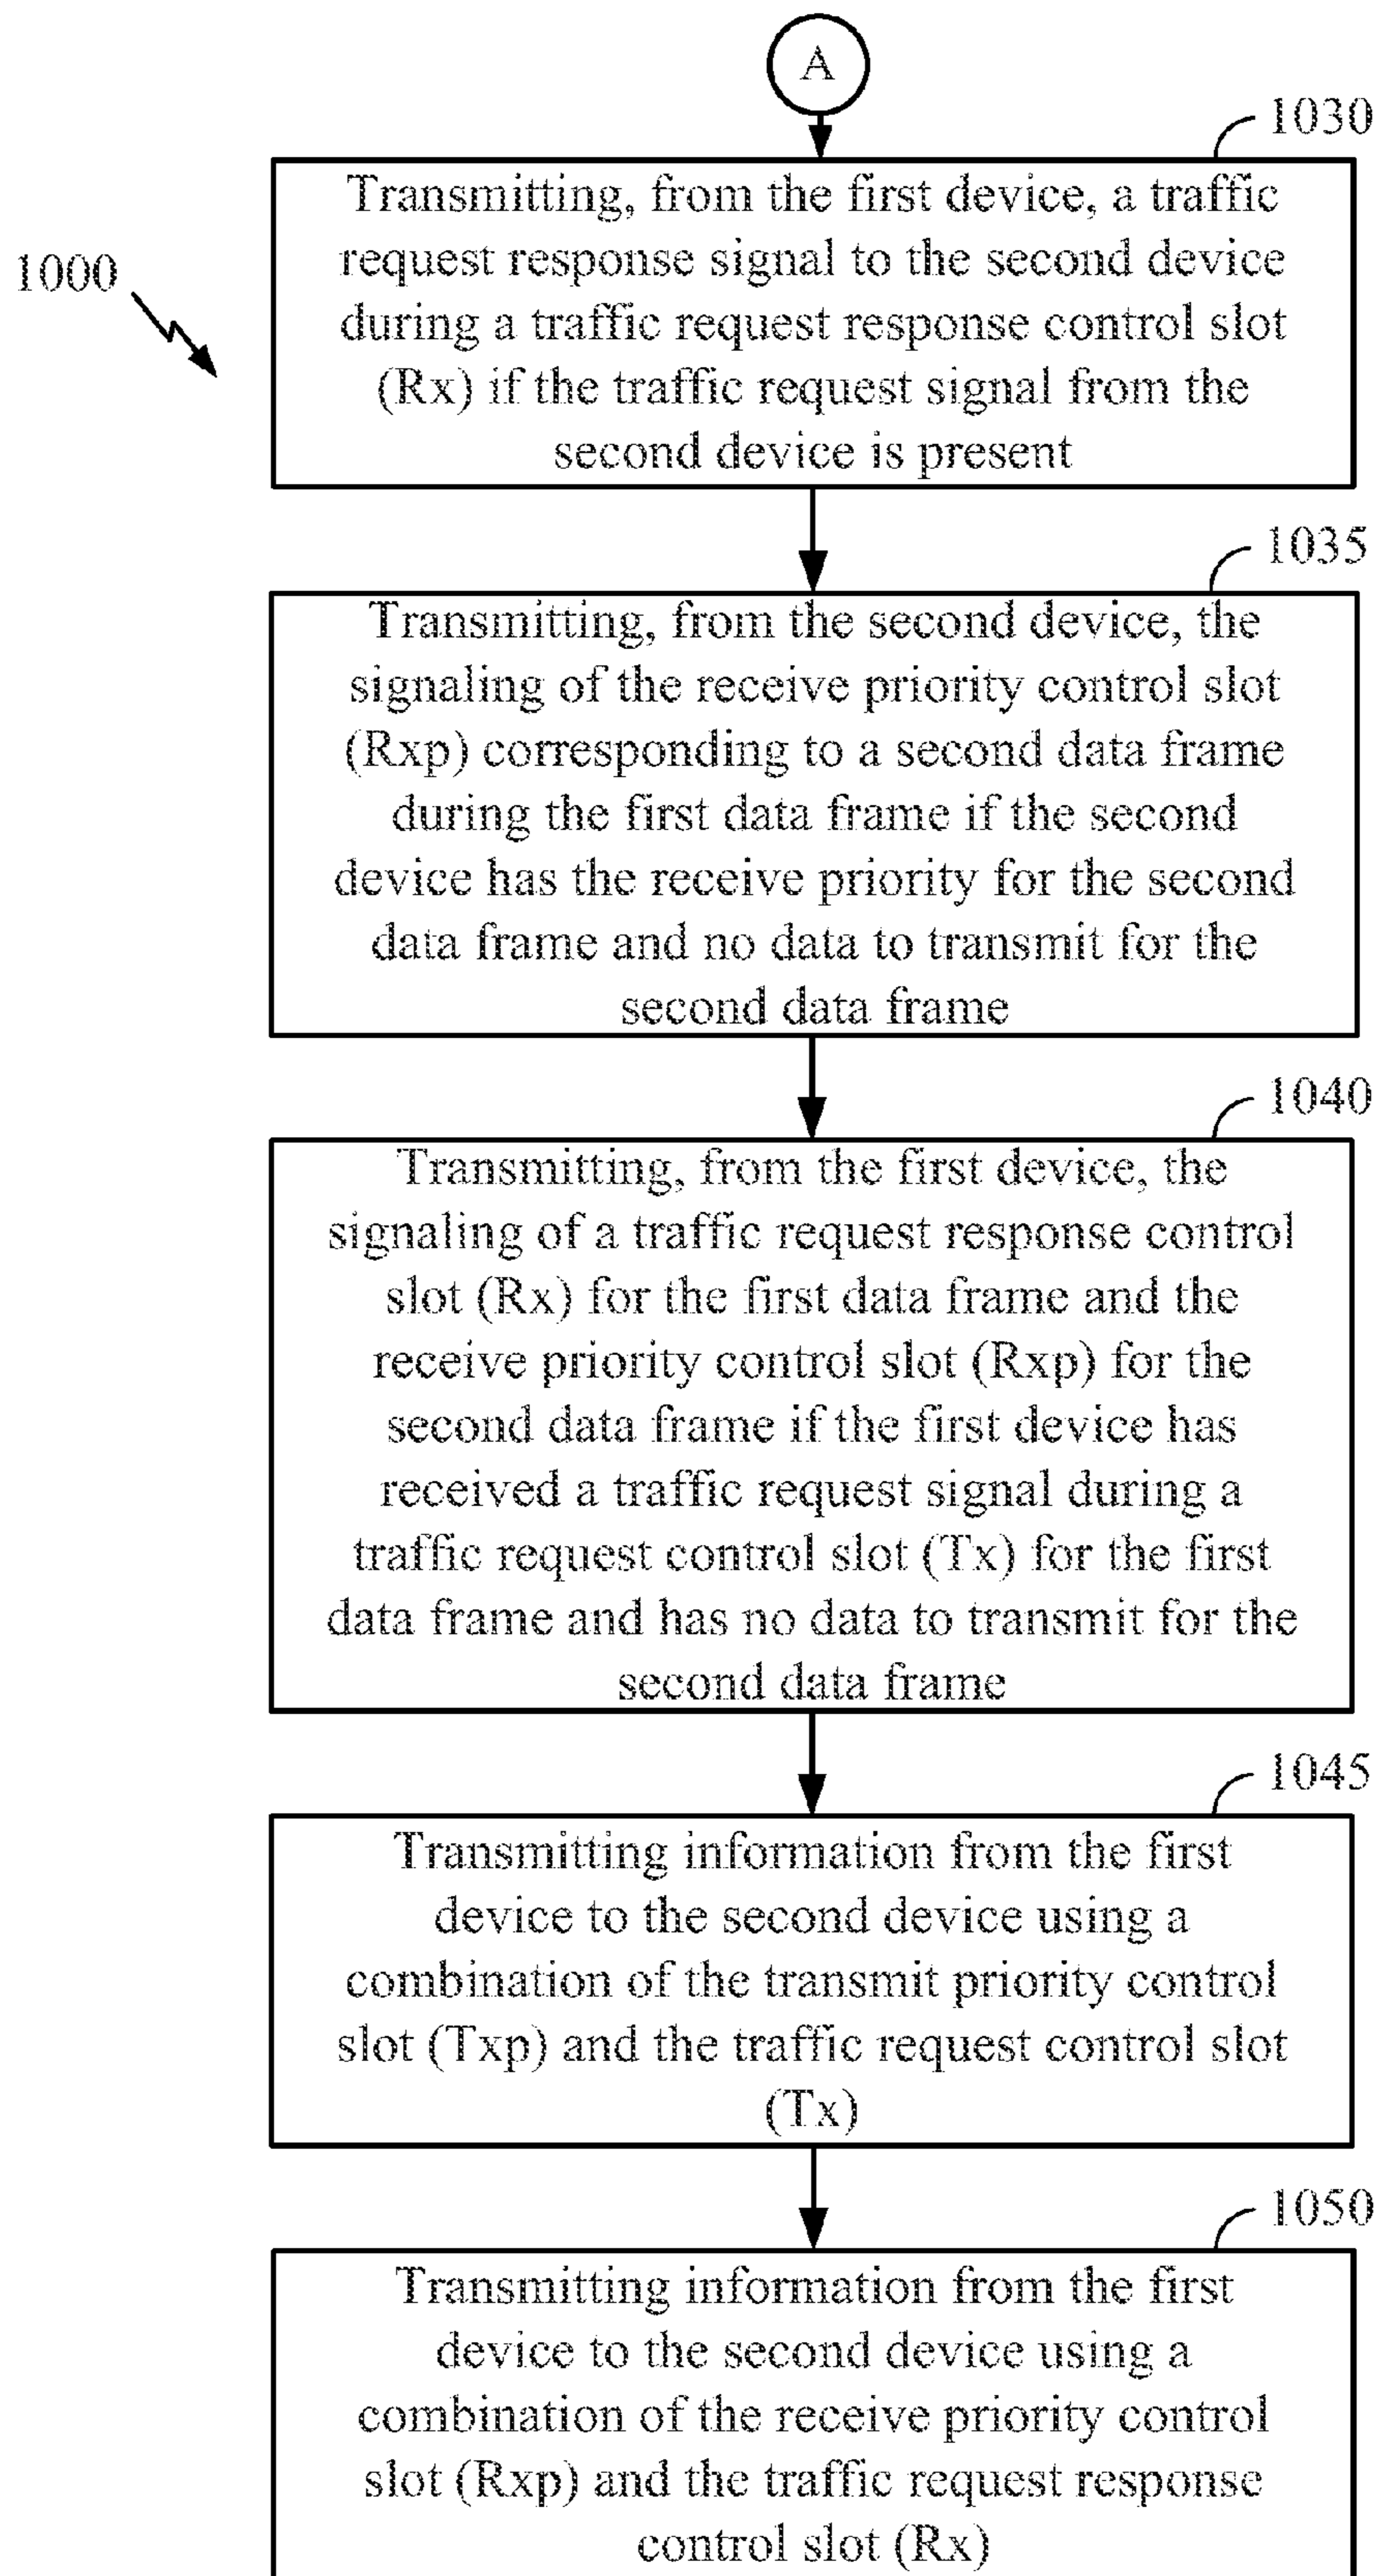 A
1030
Transmitting, from the first device, a traffic
request response signal to the second device
during a traffic request response control slot
(Rx) if the traffic request signal from the
second device is present
1000
1035
Transmitting, from the second device, the
signaling of the receive priority control slot
(Rxp) corresponding to a second data frame
during the first data frame if the second
device has the receive priority for the second
data frame and no data to transmit for the
second data frame
1040
Transmitting, from the first device, the
signaling of a traffic request response control
slot (Rx) for the first data frame and the
receive priority control slot (Rxp) for the
second data frame if the first device has
received a traffic request signal during a
traffic request control slot (Tx) for the first
data frame and has no data to transmit for the
second data frame
1045
Transmitting information from the first
device to the second device using a
combination of the transmit priority control
slot (Txp) and the traffic request control slot
(Tx)
1050
Transmitting information from the first
device to the second device using a
combination of the receive priority control
slot (Rxp) and the traffic request response
control slot (Rx)